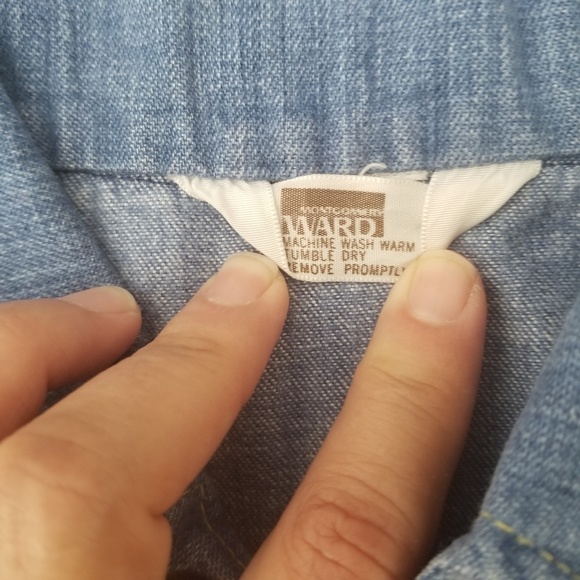 MONTGOMERY
WARD
MACHINE WASH WARM
TUMBLE DRY
REMOVE PROMPTLY